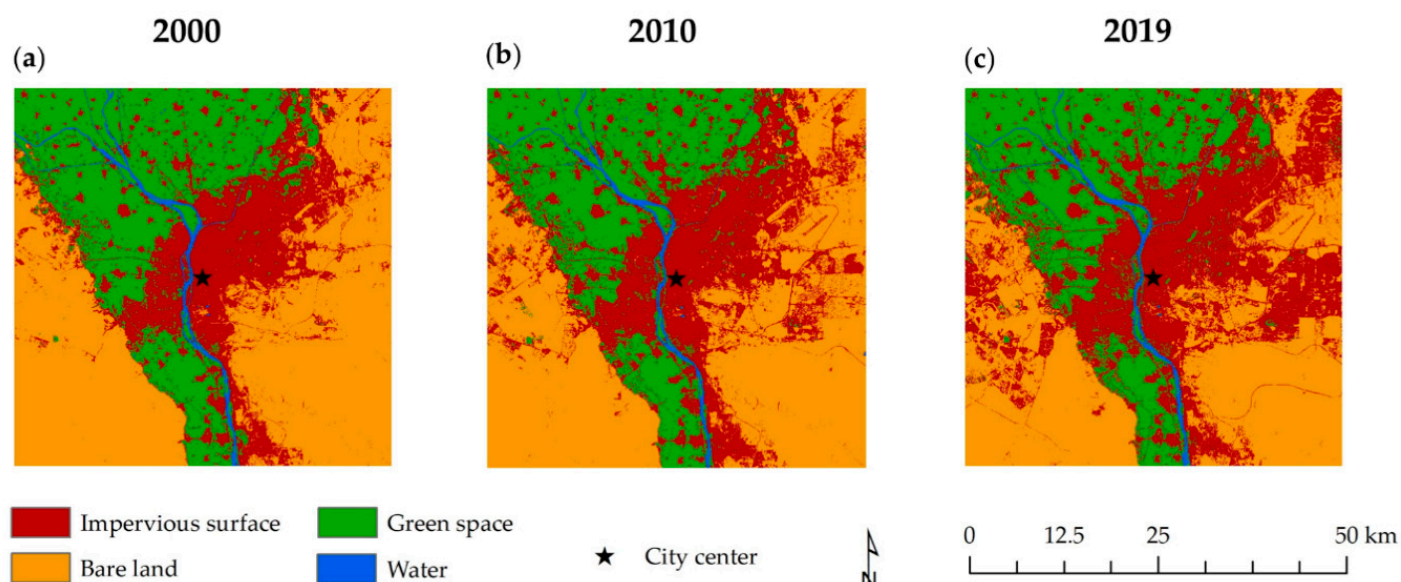 2000 2010 2019
(a) (b) (c)
Impervious surface Green space
Bare land Water City center N
0 12.5 25 50 km